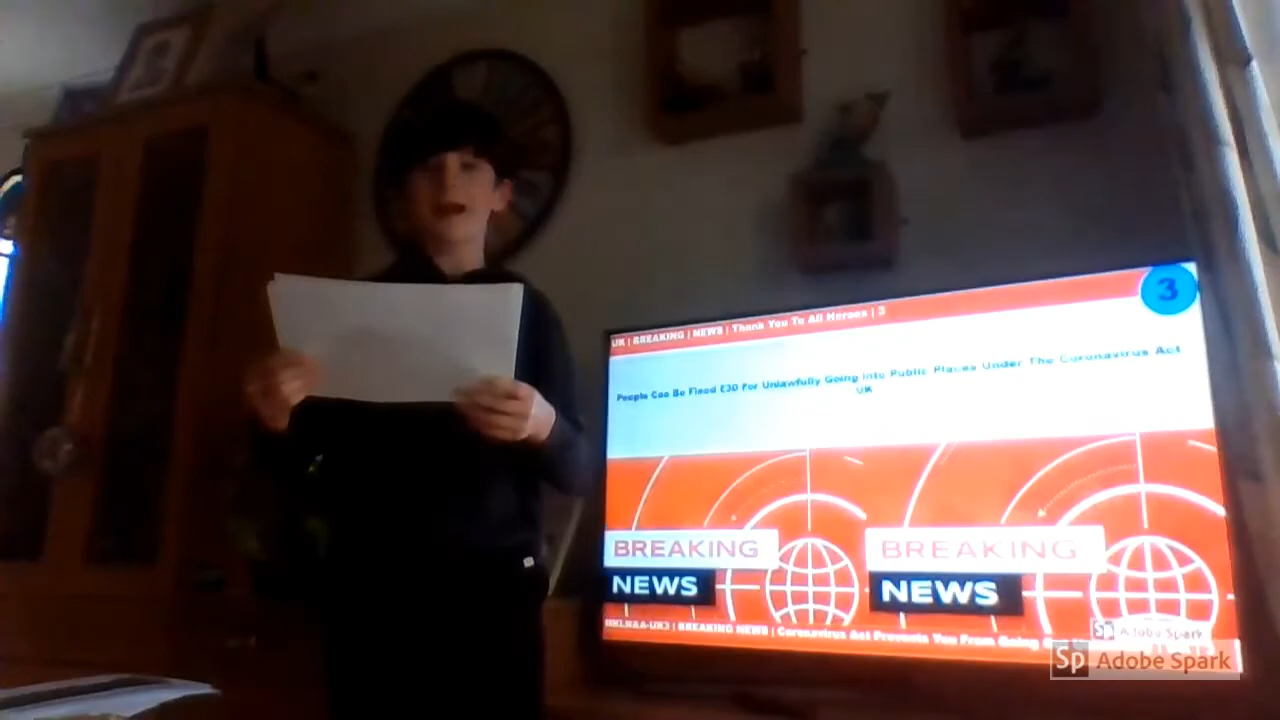 3
UK | BREAKING | NEWS | Thank You To All Heroes | 3
People Can Be Fined £30 For Unlawfully Going Into Public Places Under The Coronavirus Act
UK
BREAKING
NEWS
BREAKING
NEWS
BREAKING NEWS | Coronavirus Act Prevents You From Going
Sp Adobe Spark
Sp Adobe Spark